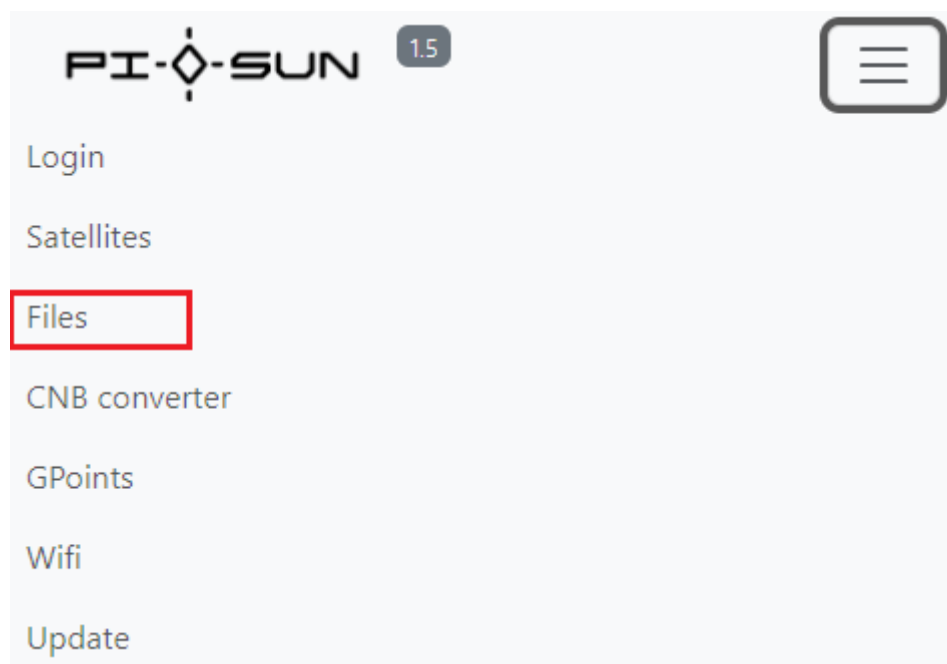 PI-SUN 1.5
Login
Satellites
Files
CNB converter
GPoints
Wifi
Update